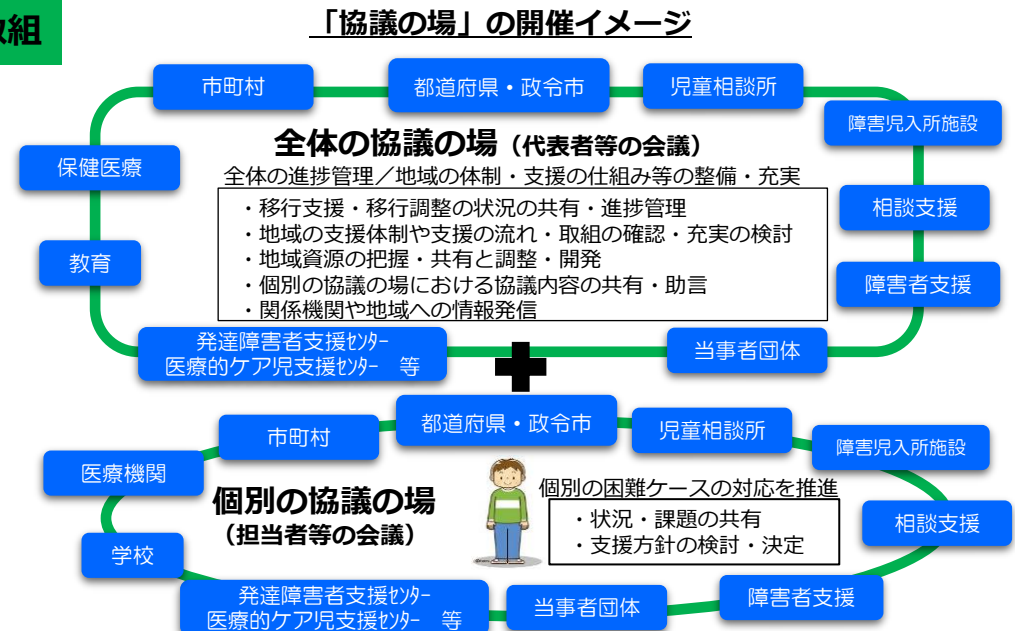 取組
「協議の場」の開催イメージ
市町村
都道府県・政令市
児童相談所
障害児入所施設
保健医療
全体の協議の場（代表者等の会議）
全体の進捗管理／地域の体制・支援の仕組み等の整備・充実
・移行支援・移行調整の状況の共有・進捗管理
・地域の支援体制や支援の流れ・取組の確認・充実の検討
・地域資源の把握・共有と調整・開発
・個別の協議の場における協議内容の共有・助言
・関係機関や地域への情報発信
相談支援
教育
障害者支援
発達障害者支援ｾﾝﾀｰ
医療的ケア児支援ｾﾝﾀｰ　等
当事者団体
市町村
都道府県・政令市
児童相談所
障害児入所施設
医療機関
個別の協議の場
（担当者等の会議）
個別の困難ケースの対応を推進
・状況・課題の共有
・支援方針の検討・決定
相談支援
学校
発達障害者支援ｾﾝﾀｰ
医療的ケア児支援ｾﾝﾀｰ　等
当事者団体
障害者支援